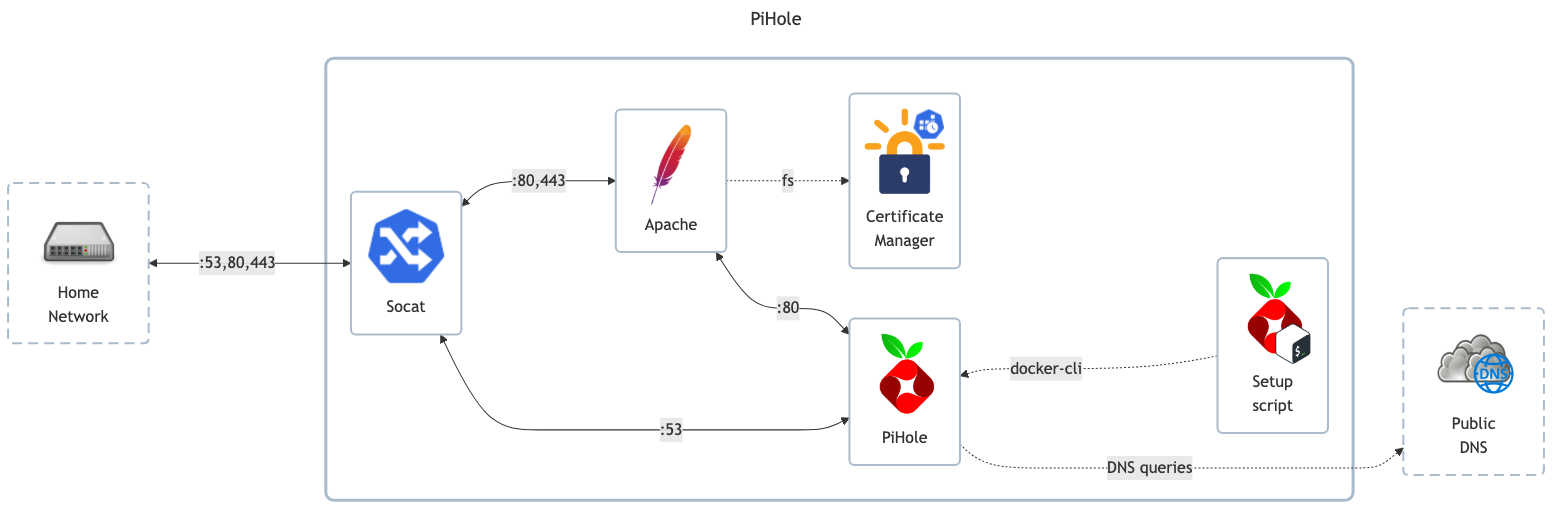 PiHole
Home
Network
:53,80,443
Socat
:80,443
Apache
fs
Certificate
Manager
:80
:53
PiHole
docker-cli
$_
Setup
script
DNS queries
DNS
Public
DNS